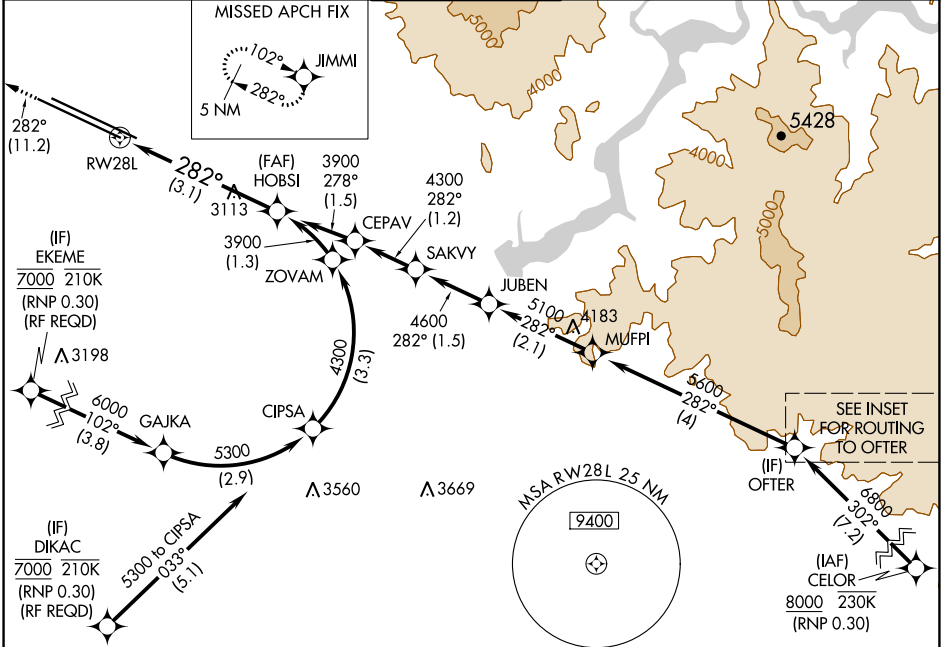 MISSED APCH FIX
102°
JIMMI
282°
5 NM
5000
4000
5428
4000
5000
282°
(11.2)
RW28L
282°
(3.1)
3113
(FAF)
HOBSI
3900
278°
(1.5)
CEPAV
4300
282°
(1.2)
SAKVY
3900
(1.3)
ZOVAM
JUBEN
4600
282° (1.5)
5100
282°
(2.1)
4183
MUFPI
(IF)
EKEME
7000 210K
(RNP 0.30)
(RF REQD)
3198
6000
102°
(3.8)
GAJKA
CIPSA
4300
(3.3)
5300
(2.9)
5600
282°
(4)
SEE INSET
FOR ROUTING
TO OFTER
(IF)
OFTER
3560
3669
MSA RW28L 25 NM
9400
6800
302°
(7.2)
(IF)
DIKAC
7000 210K
(RNP 0.30)
(RF REQD)
5300 to CIPSA
033°
(5.1)
(IAF)
CELOR
8000 230K
(RNP 0.30)